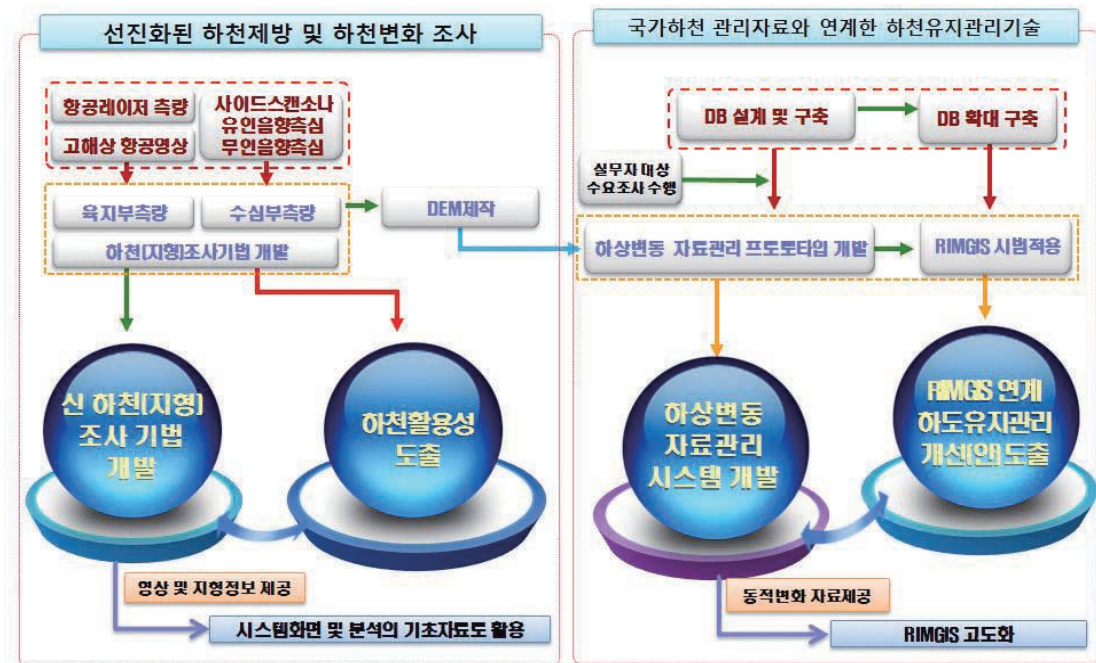 선진화된 하천제방 및 하천변화 조사
항공레이저 측량
고해상 항공영상
사이드스캔소나
유인음향측심
무인음향측심
육지부측량
수심부측량
DEM제작
하천(지형)조사기법 개발
신 하천(지형)
조사 기법
개발
하천활용성
도출
영상 및 지형정보 제공
시스템화면 및 분석의 기초자료도 활용
국가하천 관리자료와 연계한 하천유지관리기술
DB 설계 및 구축
DB 확대 구축
실무자 대상
수요조사 수행
하상변동 자료관리 프로토타입 개발
RIMGIS 시범적용
하상변동
자료관리
시스템 개발
RIMGIS 연계
하도유지관리
개선(안)도출
동적변화 자료제공
RIMGIS 고도화